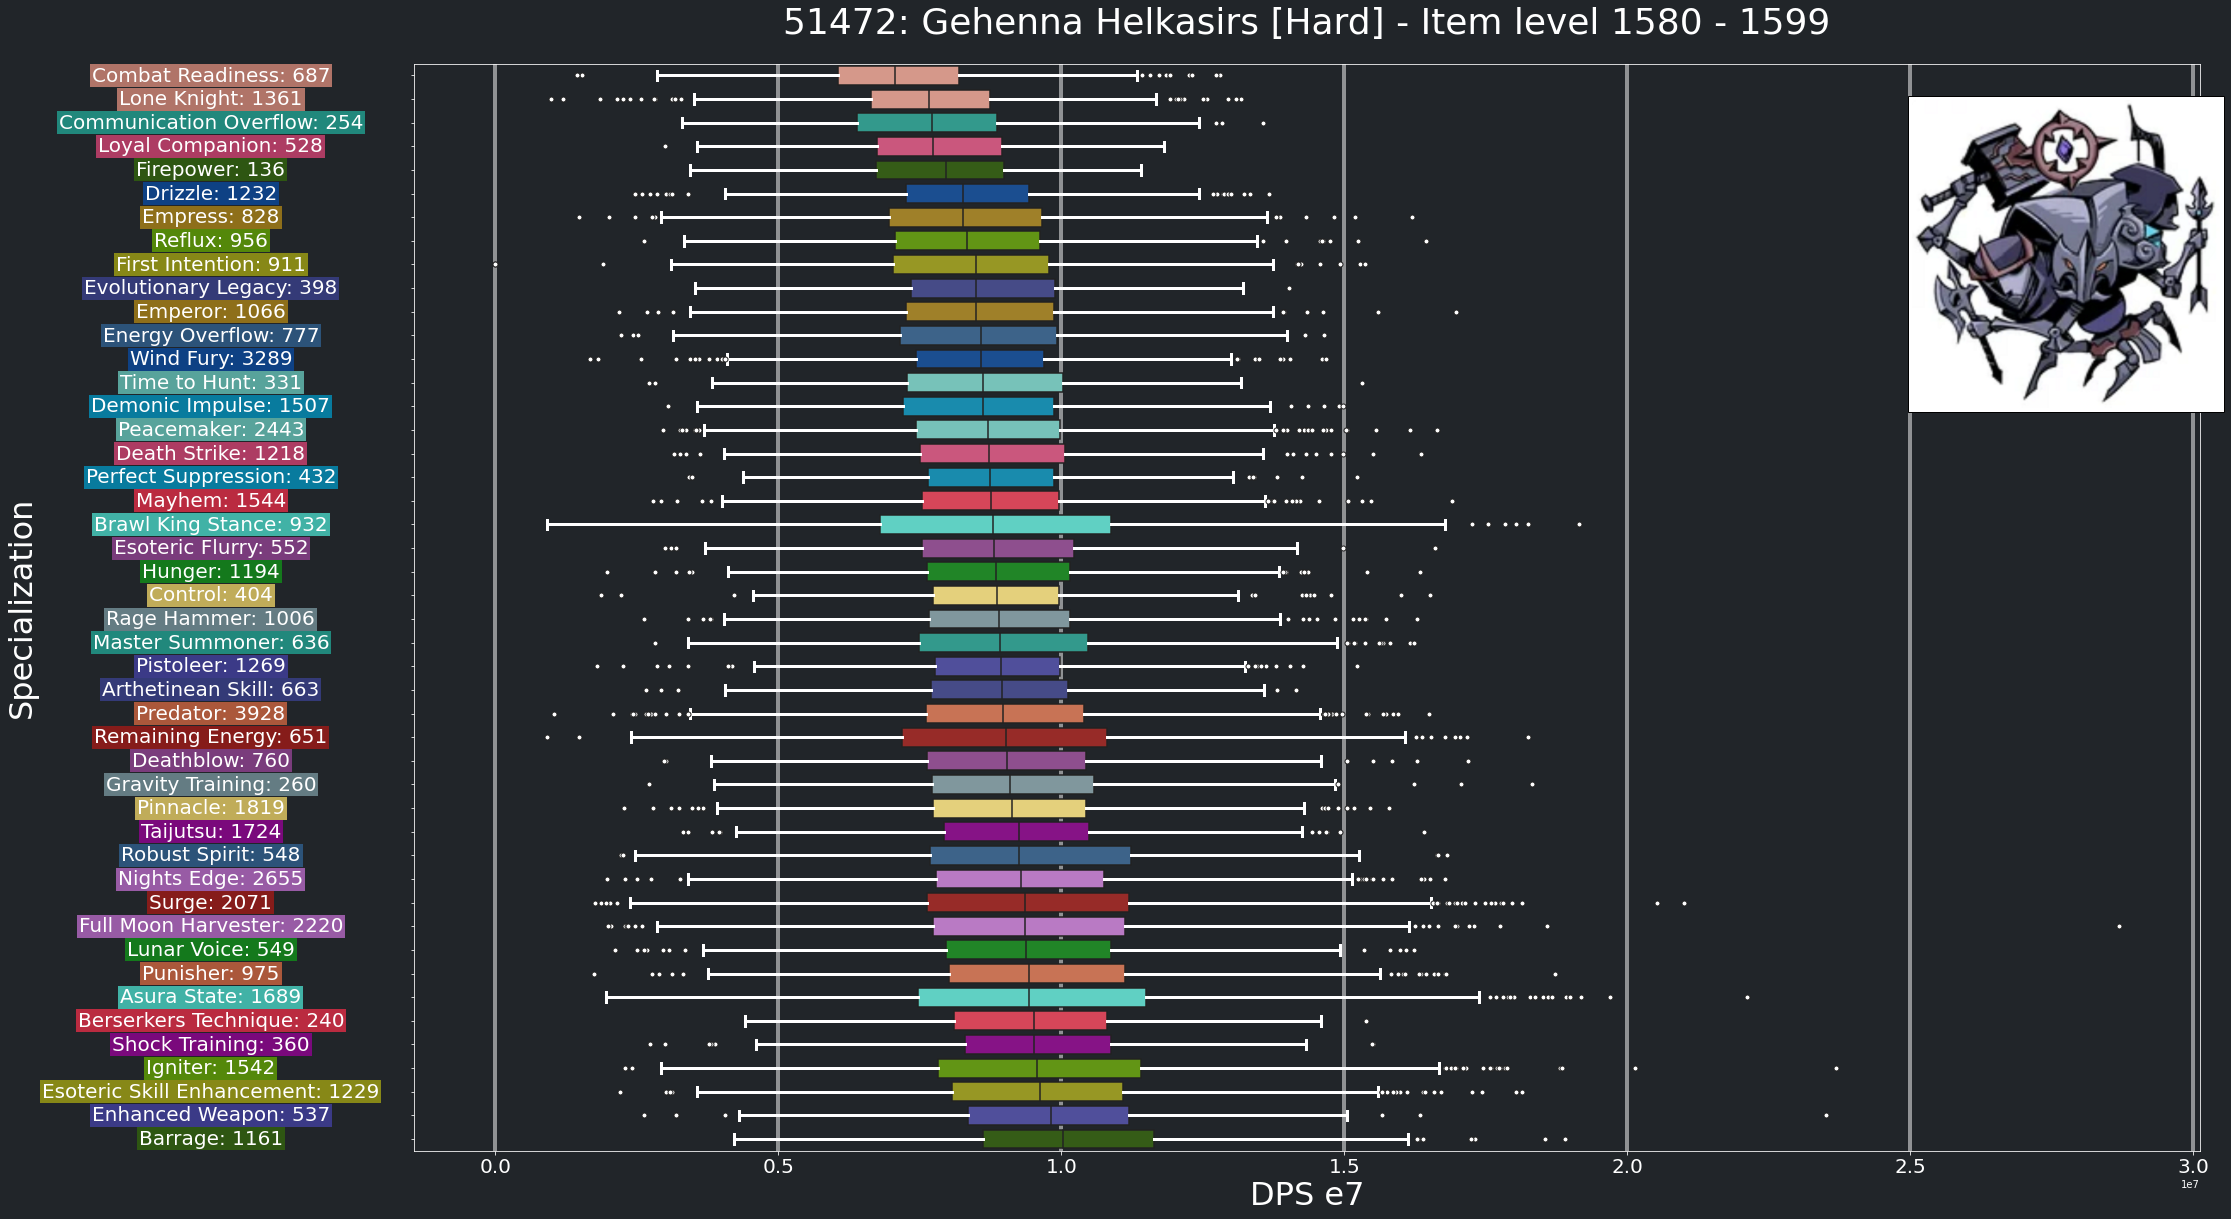 51472: Gehenna Helkasirs [Hard] - Item level 1580 - 1599
Combat Readiness: 687
Lone Knight: 1361
Communication Overflow: 254
Loyal Companion: 528
Firepower: 136
Drizzle: 1232
Empress: 828
Reflux: 956
First Intention: 911
Evolutionary Legacy: 398
Emperor: 1066
Energy Overflow: 777
Wind Fury: 3289
Time to Hunt: 331
Demonic Impulse: 1507
Peacemaker: 2443
Death Strike: 1218
Perfect Suppression: 432
Mayhem: 1544
Brawl King Stance: 932
Esoteric Flurry: 552
Hunger: 1194
Control: 404
Rage Hammer: 1006
Master Summoner: 636
Pistoleer: 1269
Arthetinean Skill: 663
Predator: 3928
Remaining Energy: 651
Deathblow: 760
Gravity Training: 260
Pinnacle: 1819
Taijutsu: 1724
Robust Spirit: 548
Nights Edge: 2655
Surge: 2071
Full Moon Harvester: 2220
Lunar Voice: 549
Punisher: 975
Asura State: 1689
Berserkers Technique: 240
Shock Training: 360
Igniter: 1542
Esoteric Skill Enhancement: 1229
Enhanced Weapon: 537
Barrage: 1161
Specialization
0.0 0.5 1.0 1.5 2.0 2.5 3.0
1e7
DPS e7